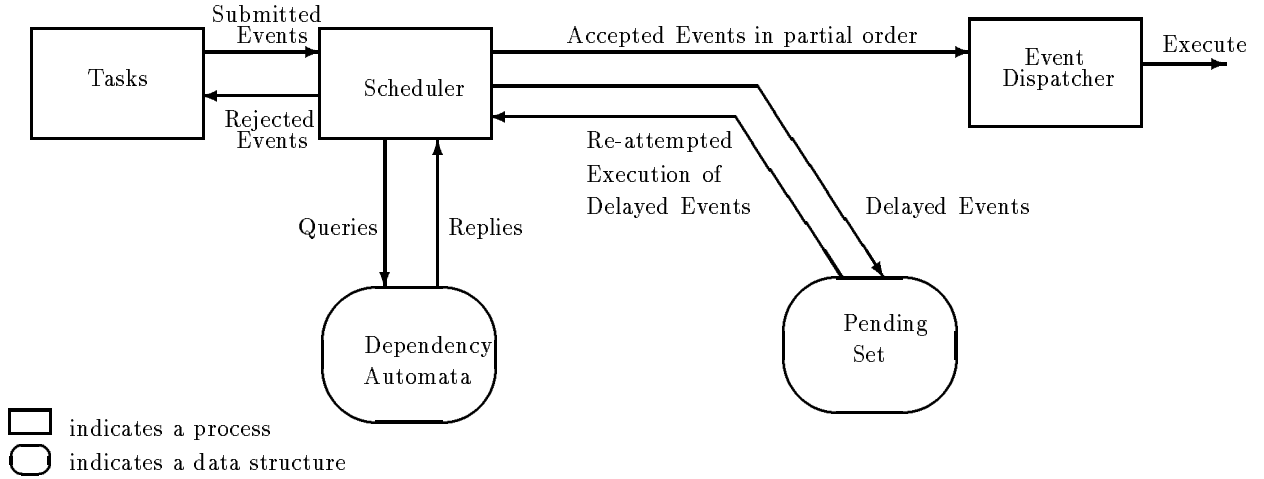 Submitted
Events
Accepted Events in partial order
Execute
Tasks
Scheduler
Event
Dispatcher
Rejected
Events
Re-attempted
Execution of
Delayed Events
Delayed Events
Queries
Replies
Pending
Set
Dependency
Automata
indicates a process
indicates a data structure